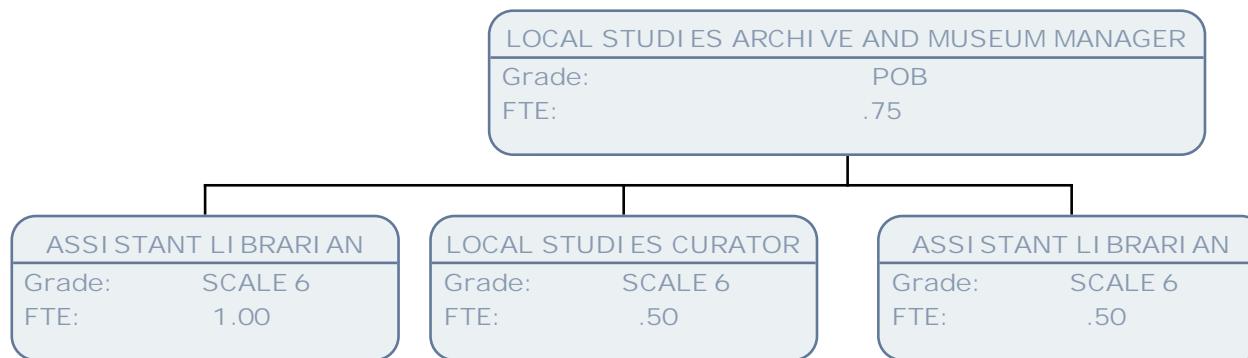 LOCAL STUDIES ARCHIVE AND MUSEUM MANAGER
Grade: POB
FTE: .75
ASSISTANT LIBRARIAN
Grade: SCALE 6
FTE: 1.00
LOCAL STUDIES CURATOR
Grade: SCALE 6
FTE: .50
ASSISTANT LIBRARIAN
Grade: SCALE 6
FTE: .50